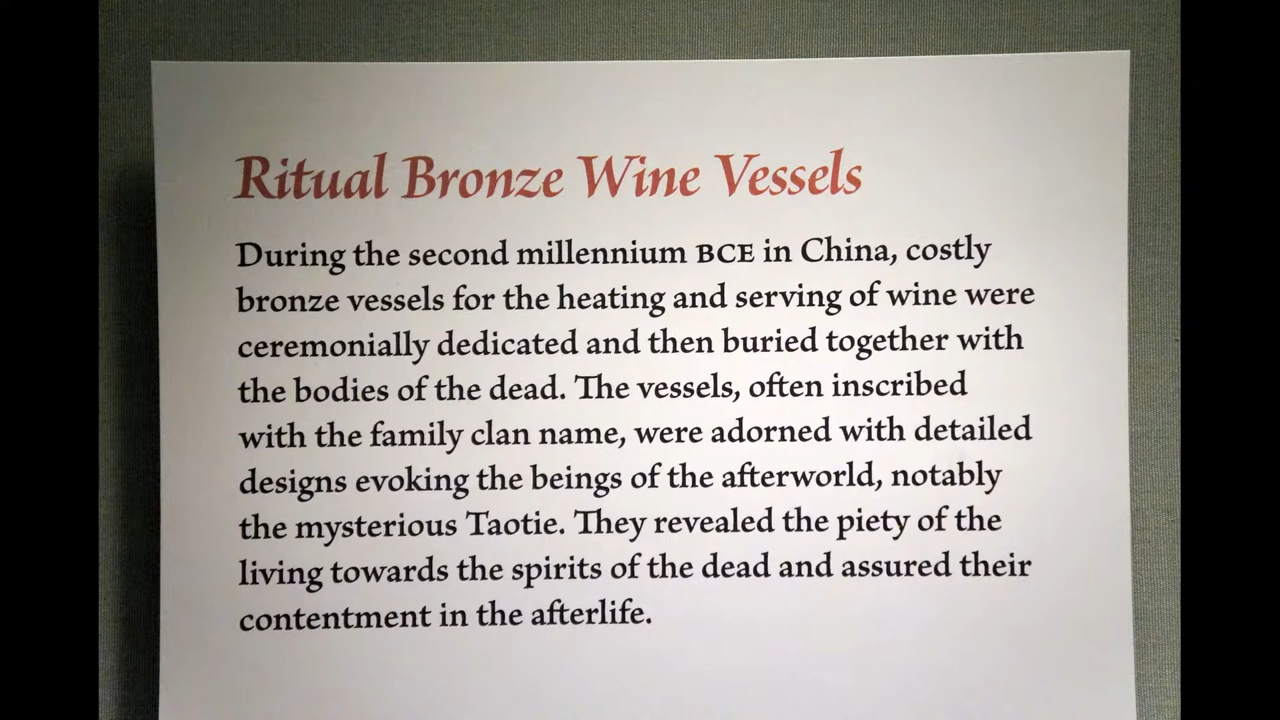 Ritual Bronze Wine Vessels
During the second millennium BCE in China, costly
bronze vessels for the heating and serving of wine were
ceremonially dedicated and then buried together with
the bodies of the dead. The vessels, often inscribed
with the family clan name, were adorned with detailed
designs evoking the beings of the afterworld, notably
the mysterious Taotie. They revealed the piety of the
living towards the spirits of the dead and assured their
contentment in the afterlife.